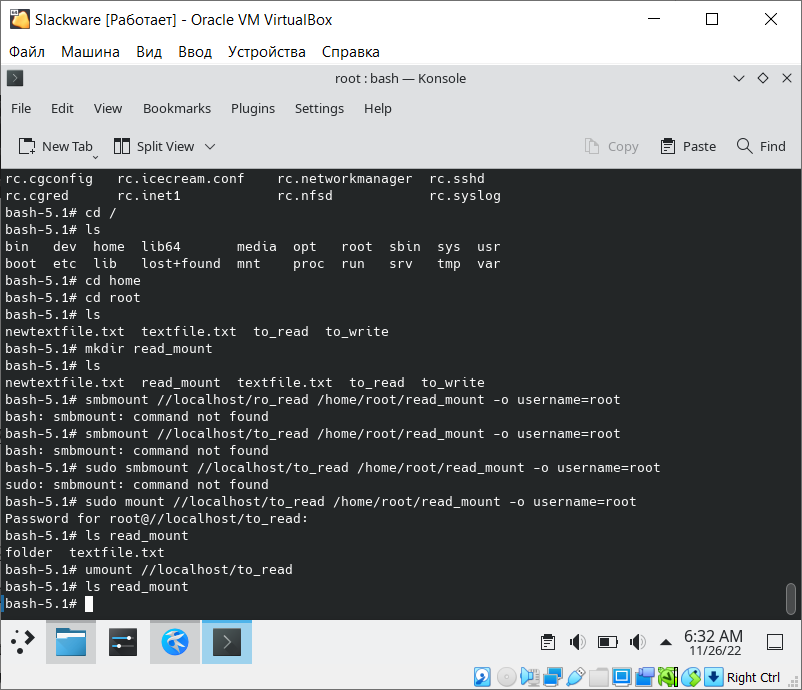 Slackware [Работает] - Oracle VM VirtualBox
Файл Машина Вид Ввод Устройства Справка
root : bash — Konsole
File Edit View Bookmarks Plugins Settings Help
New Tab Split View Copy Paste Find
rc.cgconfig rc.icecream.conf rc.networkmanager rc.sshd
rc.cgred rc.inet1 rc.nfsd rc.syslog
bash-5.1# cd /
bash-5.1# ls
bin dev home lib64 media opt root sbin sys usr
boot etc lib lost+found mnt proc run srv tmp var
bash-5.1# cd home
bash-5.1# cd root
bash-5.1# ls
newtextfile.txt textfile.txt to_read to_write
bash-5.1# mkdir read_mount
bash-5.1# ls
newtextfile.txt read_mount textfile.txt to_read to_write
bash-5.1# smbmount //localhost/ro_read /home/root/read_mount -o username=root
bash: smbmount: command not found
bash-5.1# smbmount //localhost/to_read /home/root/read_mount -o username=root
bash: smbmount: command not found
bash-5.1# sudo smbmount //localhost/to_read /home/root/read_mount -o username=root
sudo: smbmount: command not found
bash-5.1# sudo mount //localhost/to_read /home/root/read_mount -o username=root
Password for root@//localhost/to_read:
bash-5.1# ls read_mount
folder textfile.txt
bash-5.1# umount //localhost/to_read
bash-5.1# ls read_mount
bash-5.1#
6:32 AM
11/26/22
Right Ctrl